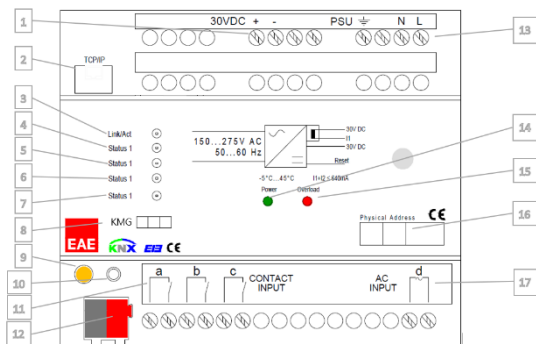 1
30VDC + -
PSU
N L
13
2
TCP/IP
3
Link/Act
4
Status 1
5
Status 1
6
Status 1
7
Status 1
150...275V AC
50...60 Hz
30V DC
I1
30V DC
Reset
-5°C...45°C
I1+I2 ≤ 640mA
Power
Overload
14
15
8
KMG
EAE
KNX
CE
Physical Address
CE
16
9
10
11
12
a
b
c
CONTACT
INPUT
AC
INPUT
d
17